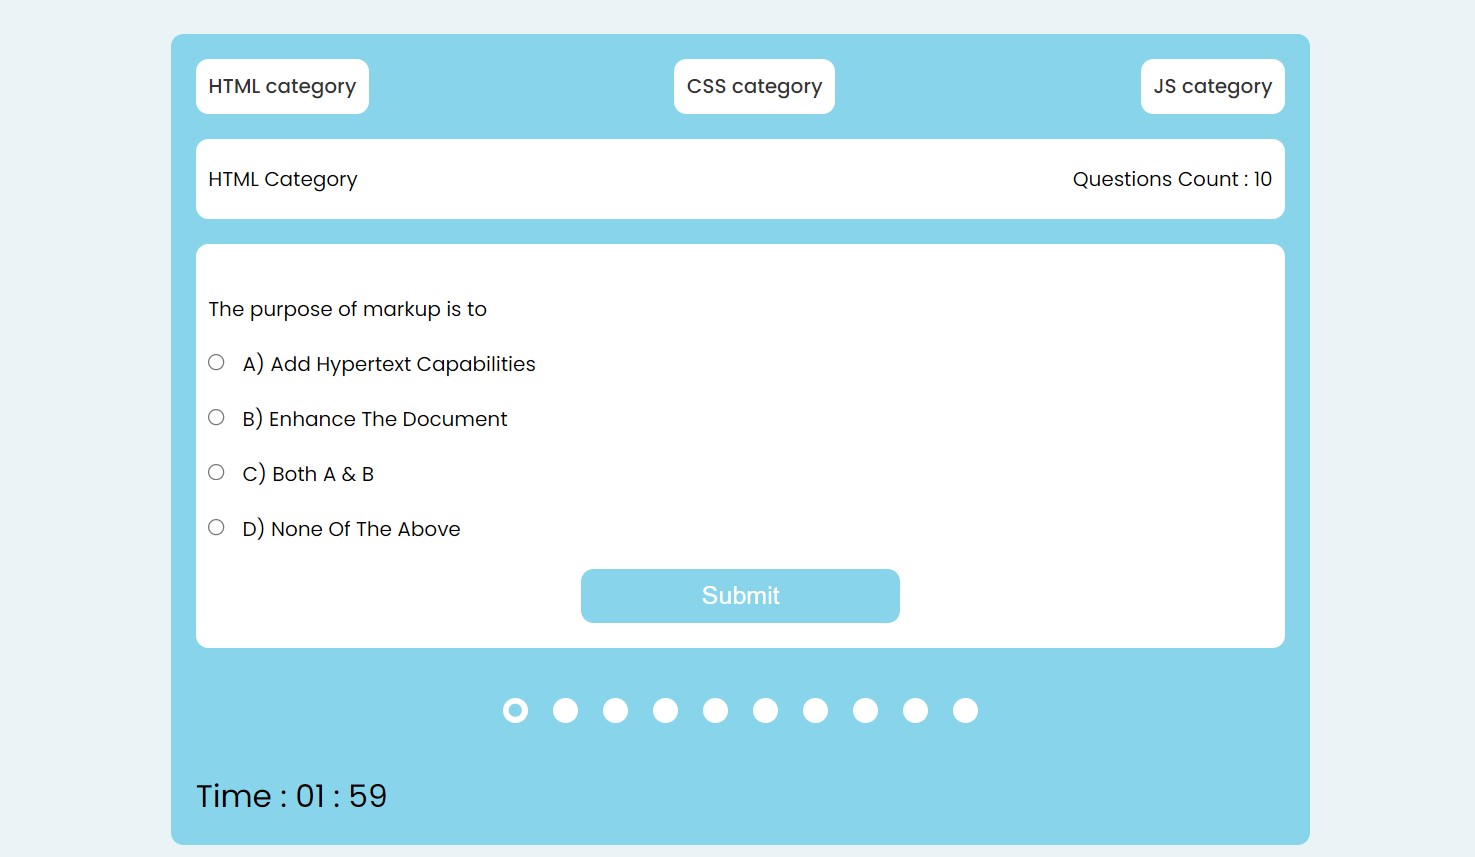 HTML category
CSS category
JS category
HTML Category
Questions Count : 10
The purpose of markup is to
A) Add Hypertext Capabilities
B) Enhance The Document
C) Both A & B
D) None Of The Above
Submit
Time : 01 : 59